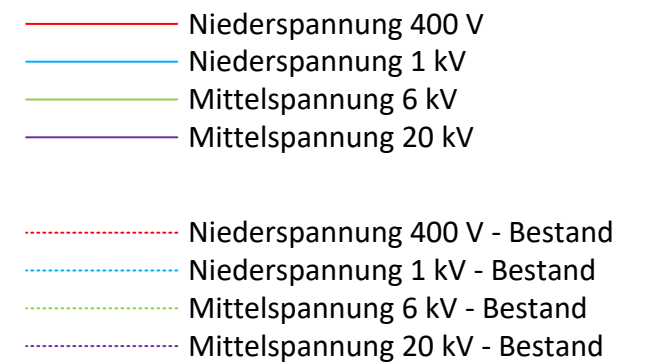 Niederspannung 400 V
Niederspannung 1 kV
Mittelspannung 6 kV
Mittelspannung 20 kV
Niederspannung 400 V - Bestand
Niederspannung 1 kV - Bestand
Mittelspannung 6 kV - Bestand
Mittelspannung 20 kV - Bestand